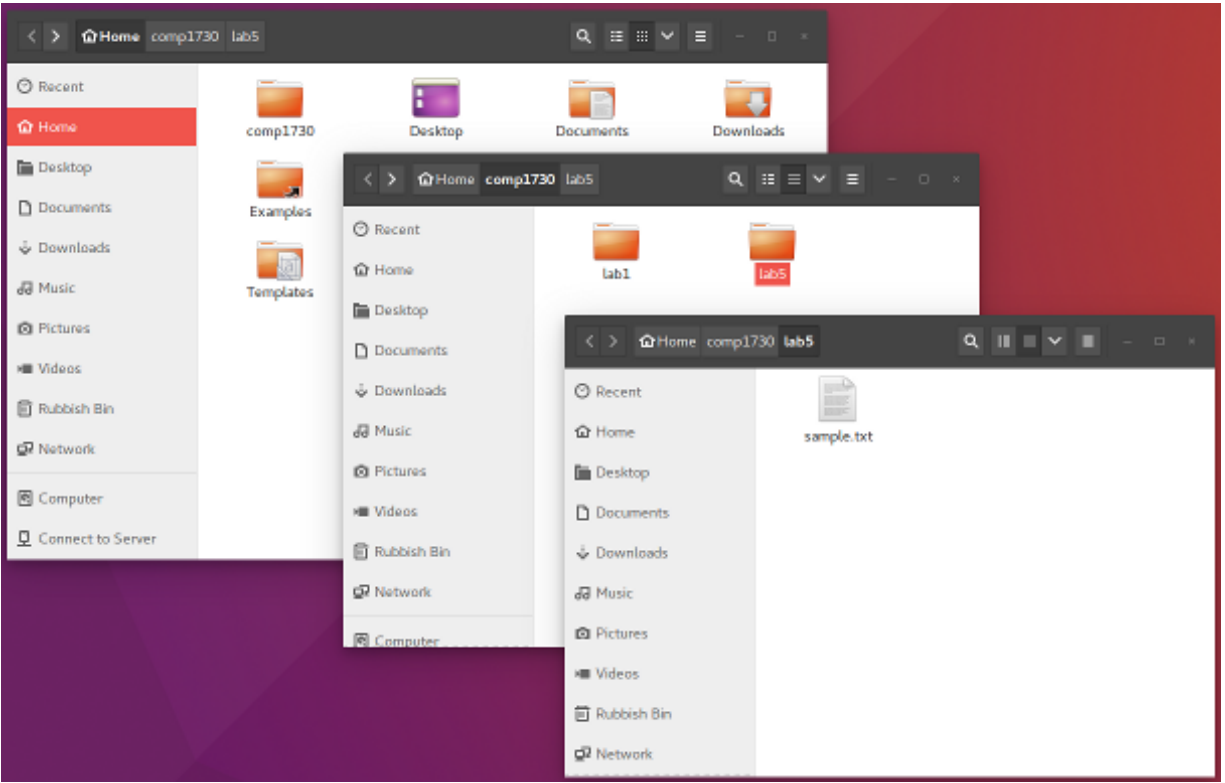 Home comp1730 lab5
Recent
Home
Desktop
Documents
Downloads
Music
Pictures
Videos
Rubbish Bin
Network
Computer
Connect to Server
comp1730 Desktop Documents Downloads
Examples
Templates
Home comp1730 lab5
Recent
Home
Desktop
Documents
Downloads
Music
Pictures
Videos
Rubbish Bin
Network
Computer
lab1 lab5
Home comp1730 lab5
Recent
Home
Desktop
Documents
Downloads
Music
Pictures
Videos
Rubbish Bin
Network
sample.txt